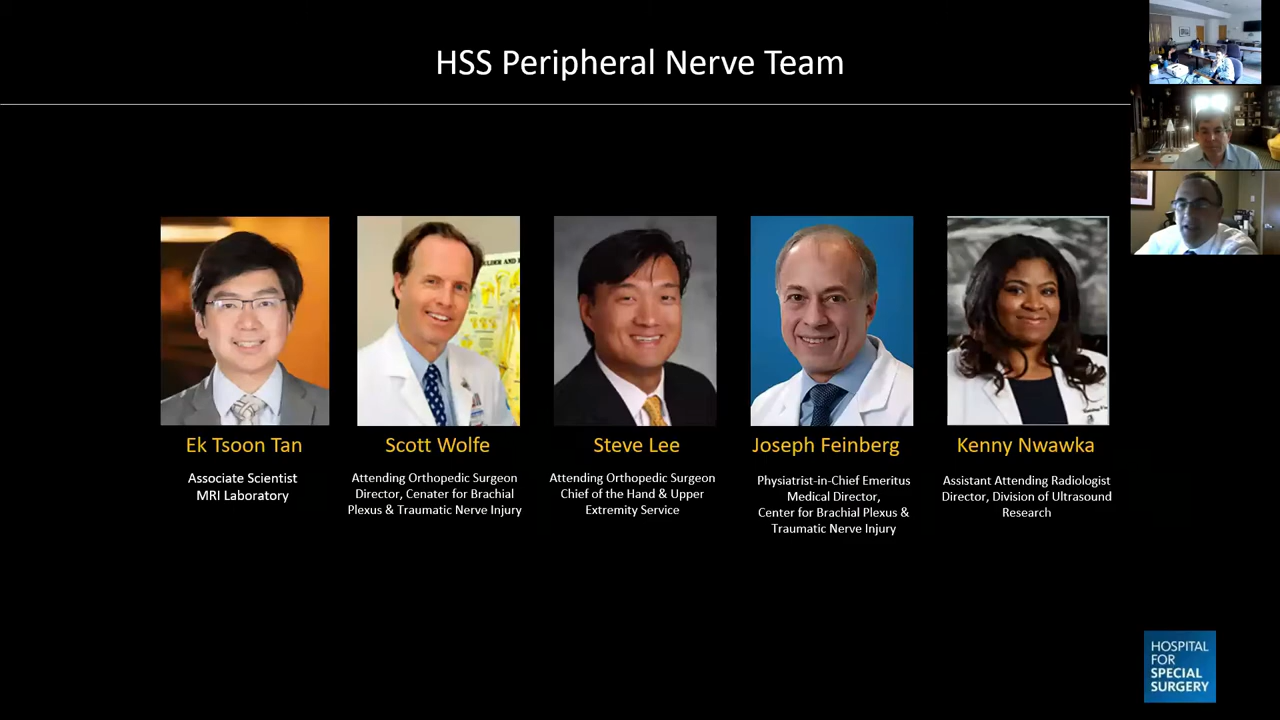 HSS Peripheral Nerve Team
Ek Tsoon Tan
Associate Scientist
MRI Laboratory
Scott Wolfe
Attending Orthopedic Surgeon
Director, Cenater for Brachial
Plexus & Traumatic Nerve Injury
Steve Lee
Attending Orthopedic Surgeon
Chief of the Hand & Upper
Extremity Service
Joseph Feinberg
Physiatrist-in-Chief Emeritus
Medical Director,
Center for Brachial Plexus &
Traumatic Nerve Injury
Kenny Nwawka
Assistant Attending Radiologist
Director, Division of Ultrasound
Research
HOSPITAL
FOR
SPECIAL
SURGERY